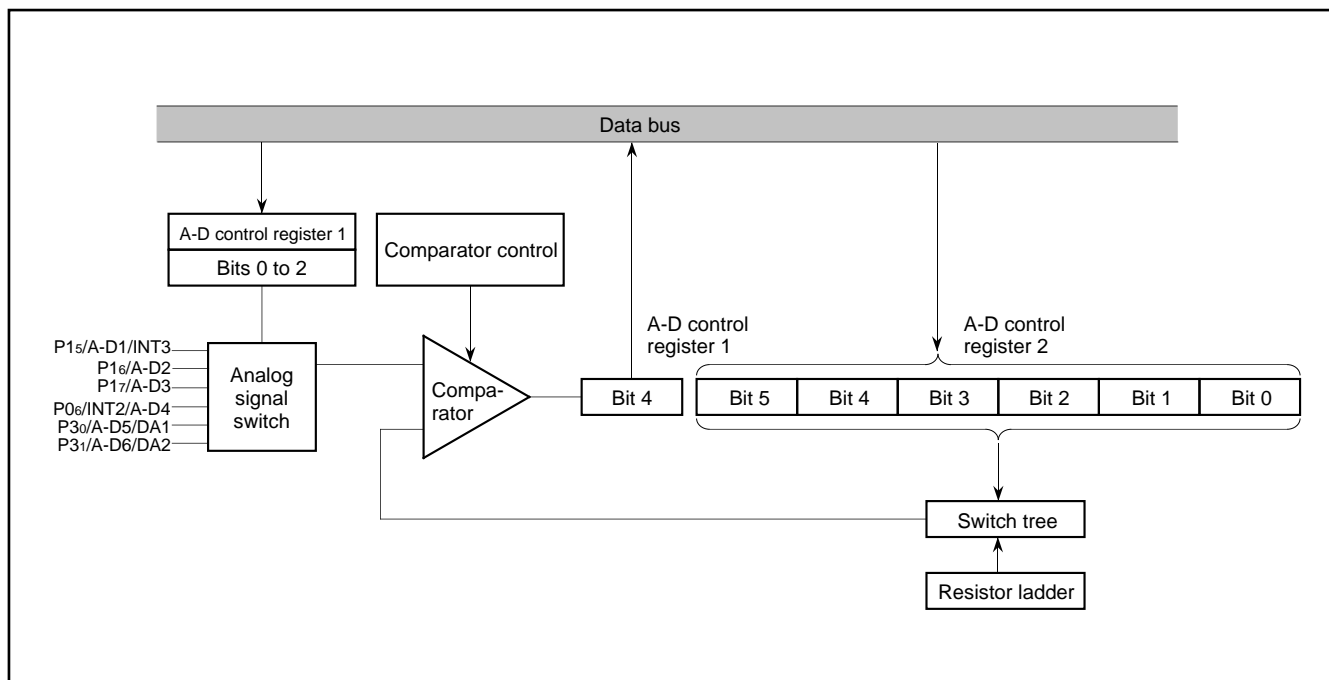 Data bus
A-D control register 1
Bits 0 to 2
Comparator control
A-D control
register 1
A-D control
register 2
P15/A-D1/INT3
P16/A-D2
P17/A-D3
P06/INT2/A-D4
P30/A-D5/DA1
P31/A-D6/DA2
Analog
signal
switch
Compa-
rator
Bit 4
Bit 5
Bit 4
Bit 3
Bit 2
Bit 1
Bit 0
Switch tree
Resistor ladder